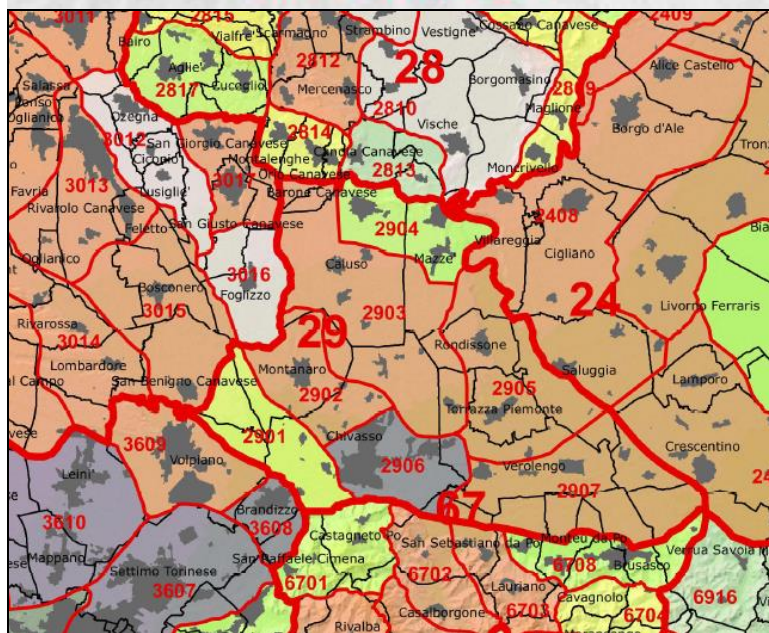 3011
2815
Vialfre'
Scarmagno
Strambino
Vestigne'
Cossano Canavese
2409
Bairo
Aglie'
Cuceglio
2817
2812
Mercenasco
28
2810
Borgomasino
2819
Maglione
Alice Castello
Salassa
Oglianico
Ozegna
3012
Ciconio
Lusiglie'
San Giorgio Canavese
2814
Montalenghe
Orio Canavese
Candia Canavese
2813
Vische
Moncrivello
Borgo d'Ale
3013
Favria
Rivarolo Canavese
Feletto
3017
San Giusto Canavese
Barone Canavese
2904
Mazze'
Villareggia
2408
Cigliano
Oglianico
Bosconero
3015
3016
Foglizzo
Caluso
2903
29
24
Livorno Ferraris
Rivarossa
3014
Lombardore
San Benigno Canavese
Montanaro
2902
Rondissone
2905
Torrazza Piemonte
Saluggia
Lamporo
3609
Volpiano
2901
Chivasso
2906
Verolengo
2907
Crescentino
Leini'
3610
Mappano
Brandizzo
3608
Settimo Torinese
3607
67
Castagneto Po
San Raffaele Cimena
6701
San Sebastiano da Po
6702
Casalborgone
Rivalba
Lauriano
6703
Monteu da Po
6708
Brusasco
Cavagnolo
6704
Verrua Savoia
6916